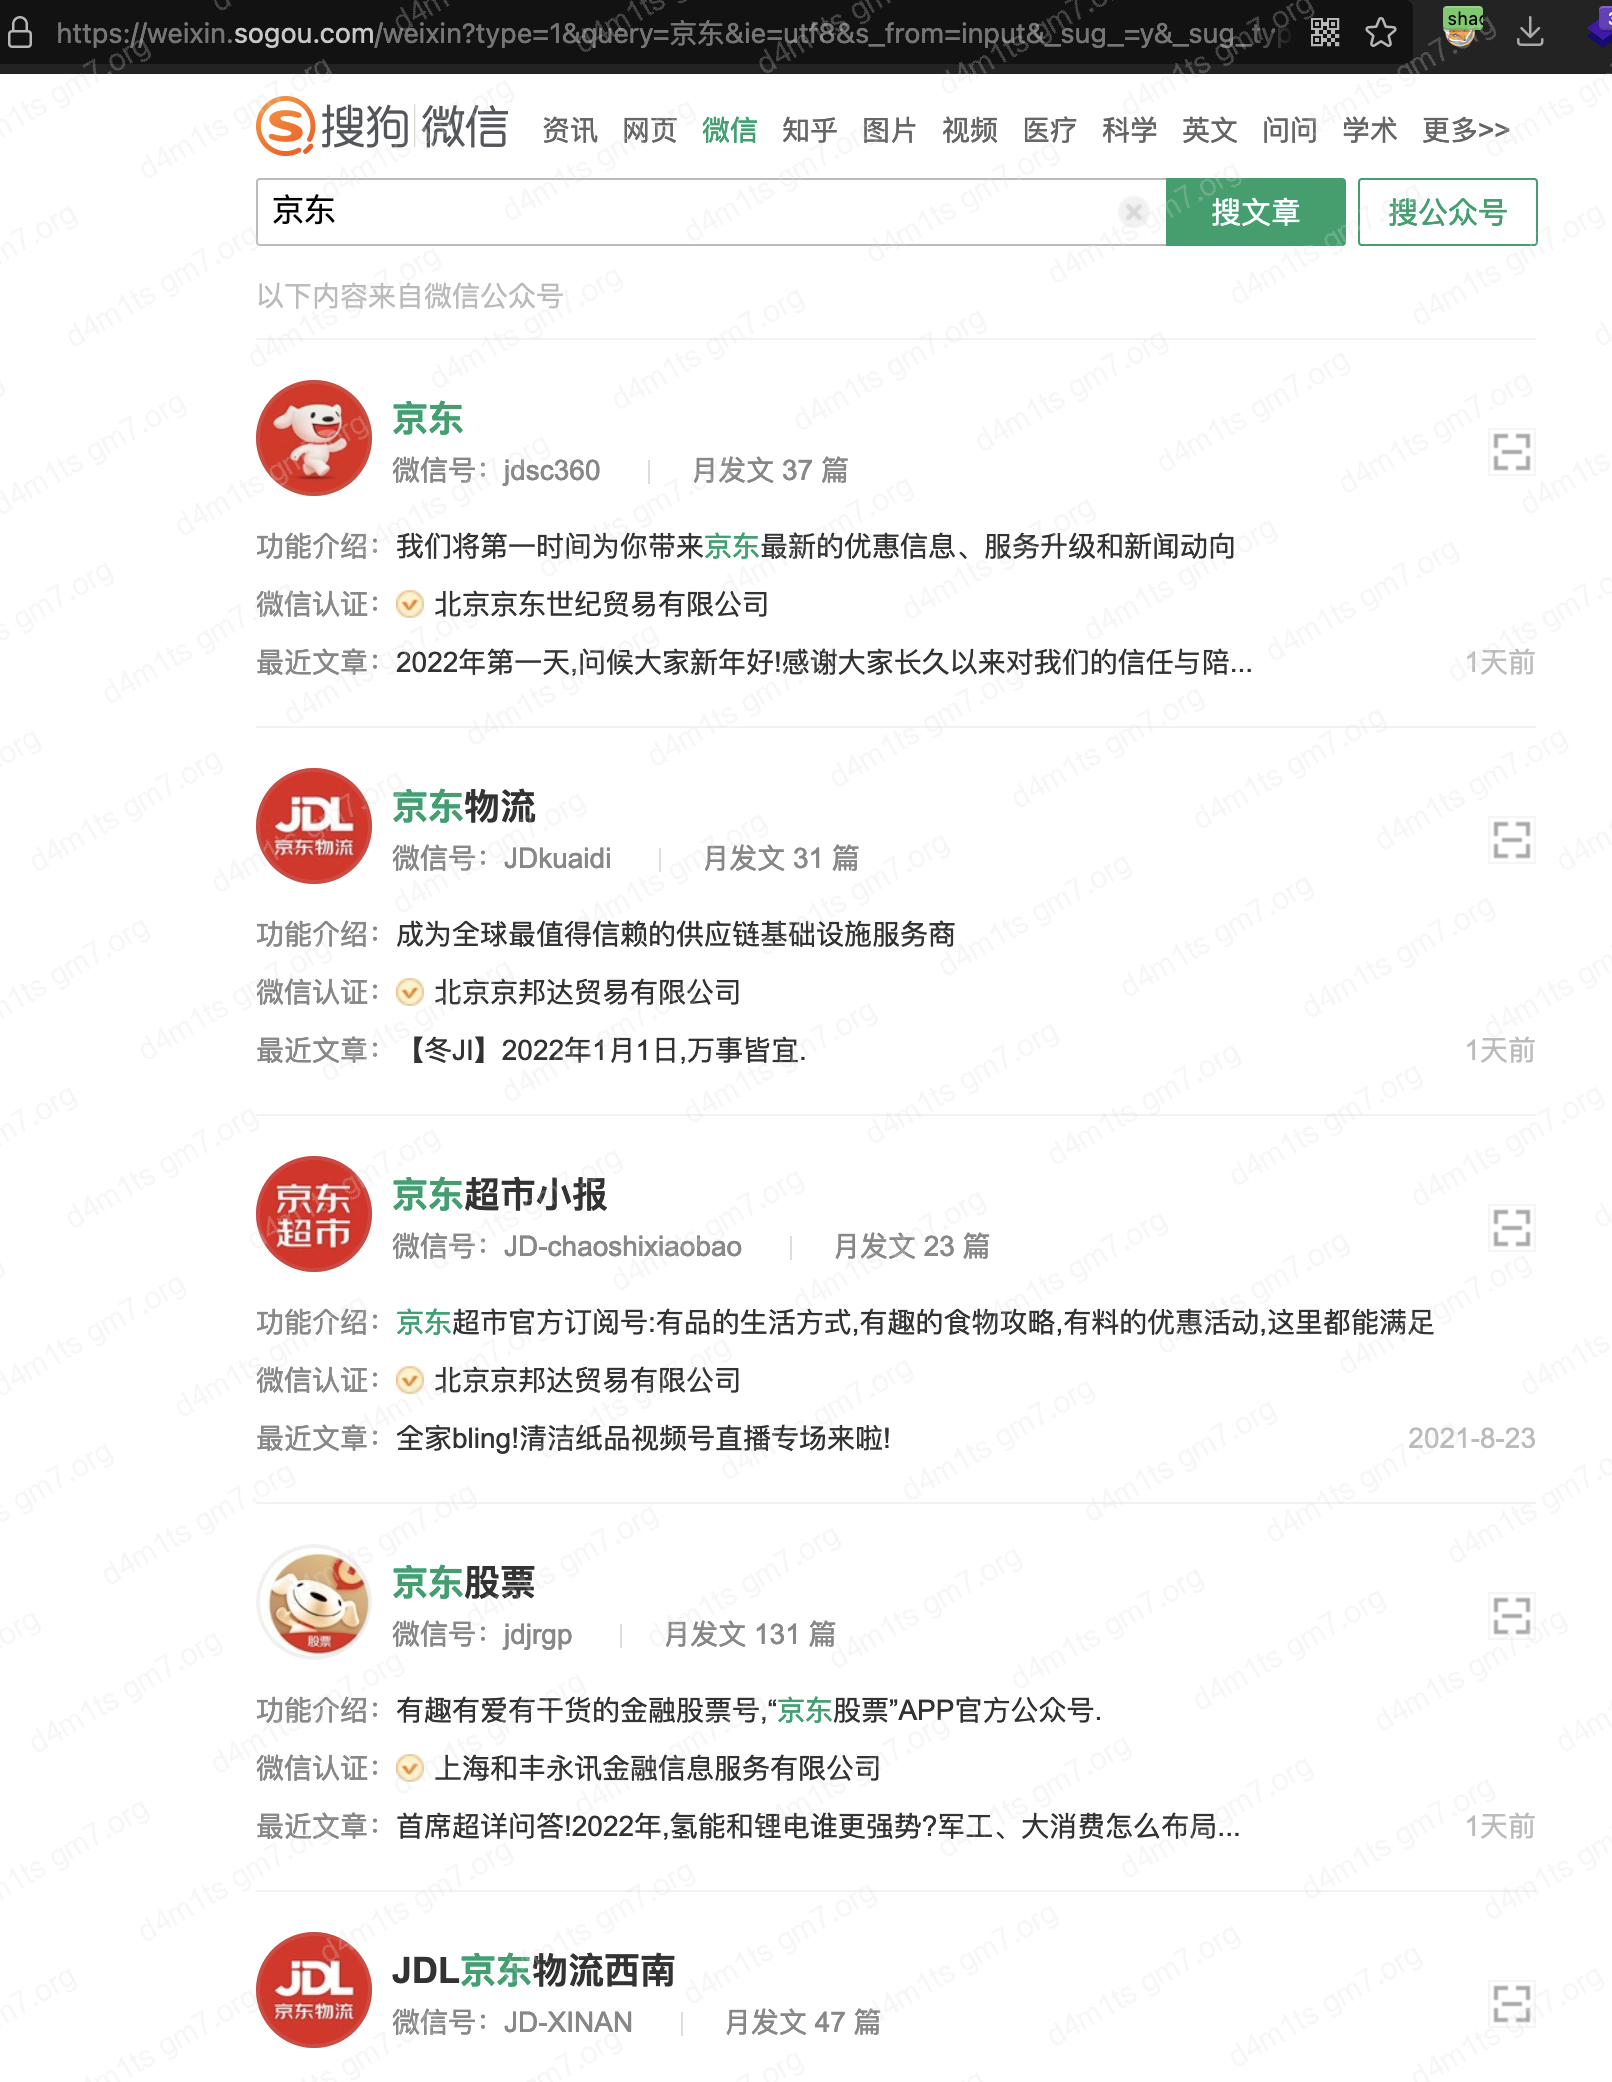 https://weixin.sogou.com/weixin?type=1&query=京东&ie=utf8&s_from=input&_sug_=y&_sug_typ
shac
搜狗 微信 资讯 网页 微信 知乎 图片 视频 医疗 科学 英文 问问 学术 更多>>
京东 搜文章 搜公众号
以下内容来自微信公众号
京东
微信号：jdsc360 月发文 37 篇
功能介绍：我们将第一时间为你带来京东最新的优惠信息、服务升级和新闻动向
微信认证：北京京东世纪贸易有限公司
最近文章：2022年第一天,问候大家新年好!感谢大家长久以来对我们的信任与陪... 1天前
JDL
京东物流
京东物流
微信号：JDkuaidi 月发文 31 篇
功能介绍：成为全球最值得信赖的供应链基础设施服务商
微信认证：北京京邦达贸易有限公司
最近文章：【冬JI】2022年1月1日,万事皆宜. 1天前
京东
超市
京东超市小报
微信号：JD-chaoshixiaobao 月发文 23 篇
功能介绍：京东超市官方订阅号:有品的生活方式,有趣的食物攻略,有料的优惠活动,这里都能满足
微信认证：北京京邦达贸易有限公司
最近文章：全家bling!清洁纸品视频号直播专场来啦! 2021-8-23
股票
京东股票
微信号：jdjrgp 月发文 131 篇
功能介绍：有趣有爱有干货的金融股票号,“京东股票”APP官方公众号.
微信认证：上海和丰永讯金融信息服务有限公司
最近文章：首席超详问答!2022年,氢能和锂电谁更强势?军工、大消费怎么布局... 1天前
JDL
京东物流
JDL京东物流西南
微信号：JD-XINAN 月发文 47 篇
d4m1ts gm7.org